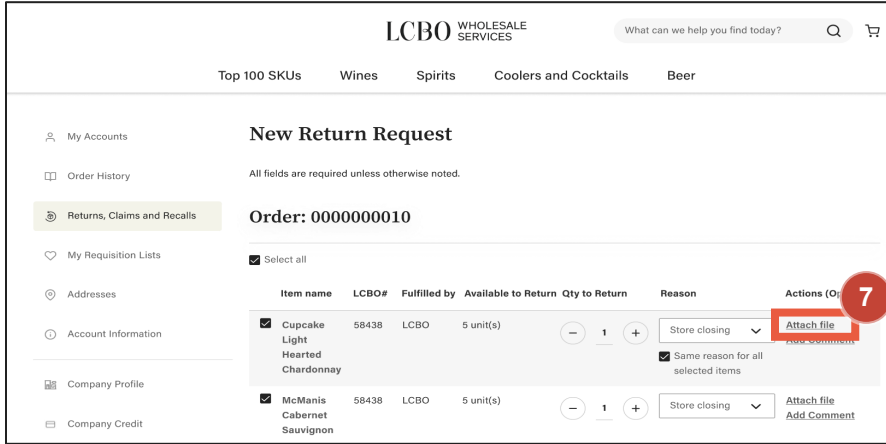 LCBO WHOLESALE SERVICES
What can we help you find today?
Top 100 SKUs Wines Spirits Coolers and Cocktails Beer
My Accounts
Order History
Returns, Claims and Recalls
My Requisition Lists
Addresses
Account Information
Company Profile
Company Credit
New Return Request
All fields are required unless otherwise noted.
Order: 0000000010
Select all
Item name LCBO# Fulfilled by Available to Return Qty to Return Reason Actions (O
7
Cupcake Light Hearted Chardonnay 58438 LCBO 5 unit(s) − 1 + Store closing Attach file
Add Comment
Same reason for all
selected items
McManis Cabernet Sauvignon 58438 LCBO 5 unit(s) − 1 + Store closing Attach file
Add Comment